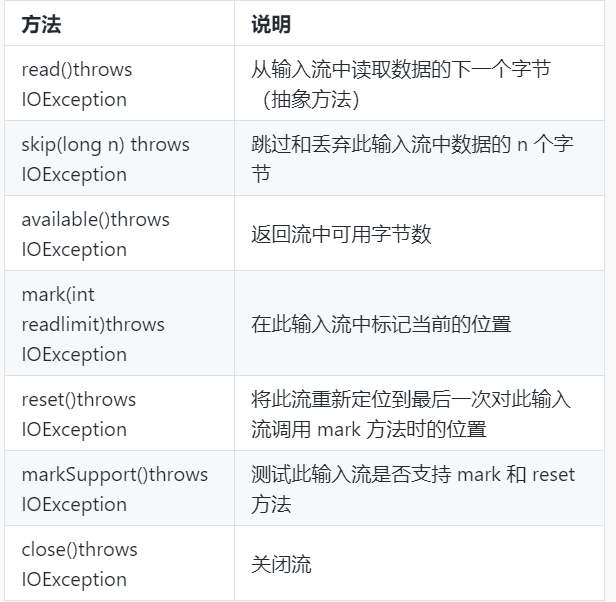 方法
说明
read()throws
IOException
从输入流中读取数据的下一个字节
（抽象方法）
skip(long n) throws
IOException
跳过和丢弃此输入流中数据的 n 个字
节
available()throws
IOException
返回流中可用字节数
mark(int
readlimit)throws
IOException
在此输入流中标记当前的位置
reset()throws
IOException
将此流重新定位到最后一次对此输入
流调用 mark 方法时的位置
markSupport()throws
IOException
测试此输入流是否支持 mark 和 reset
方法
close()throws
IOException
关闭流